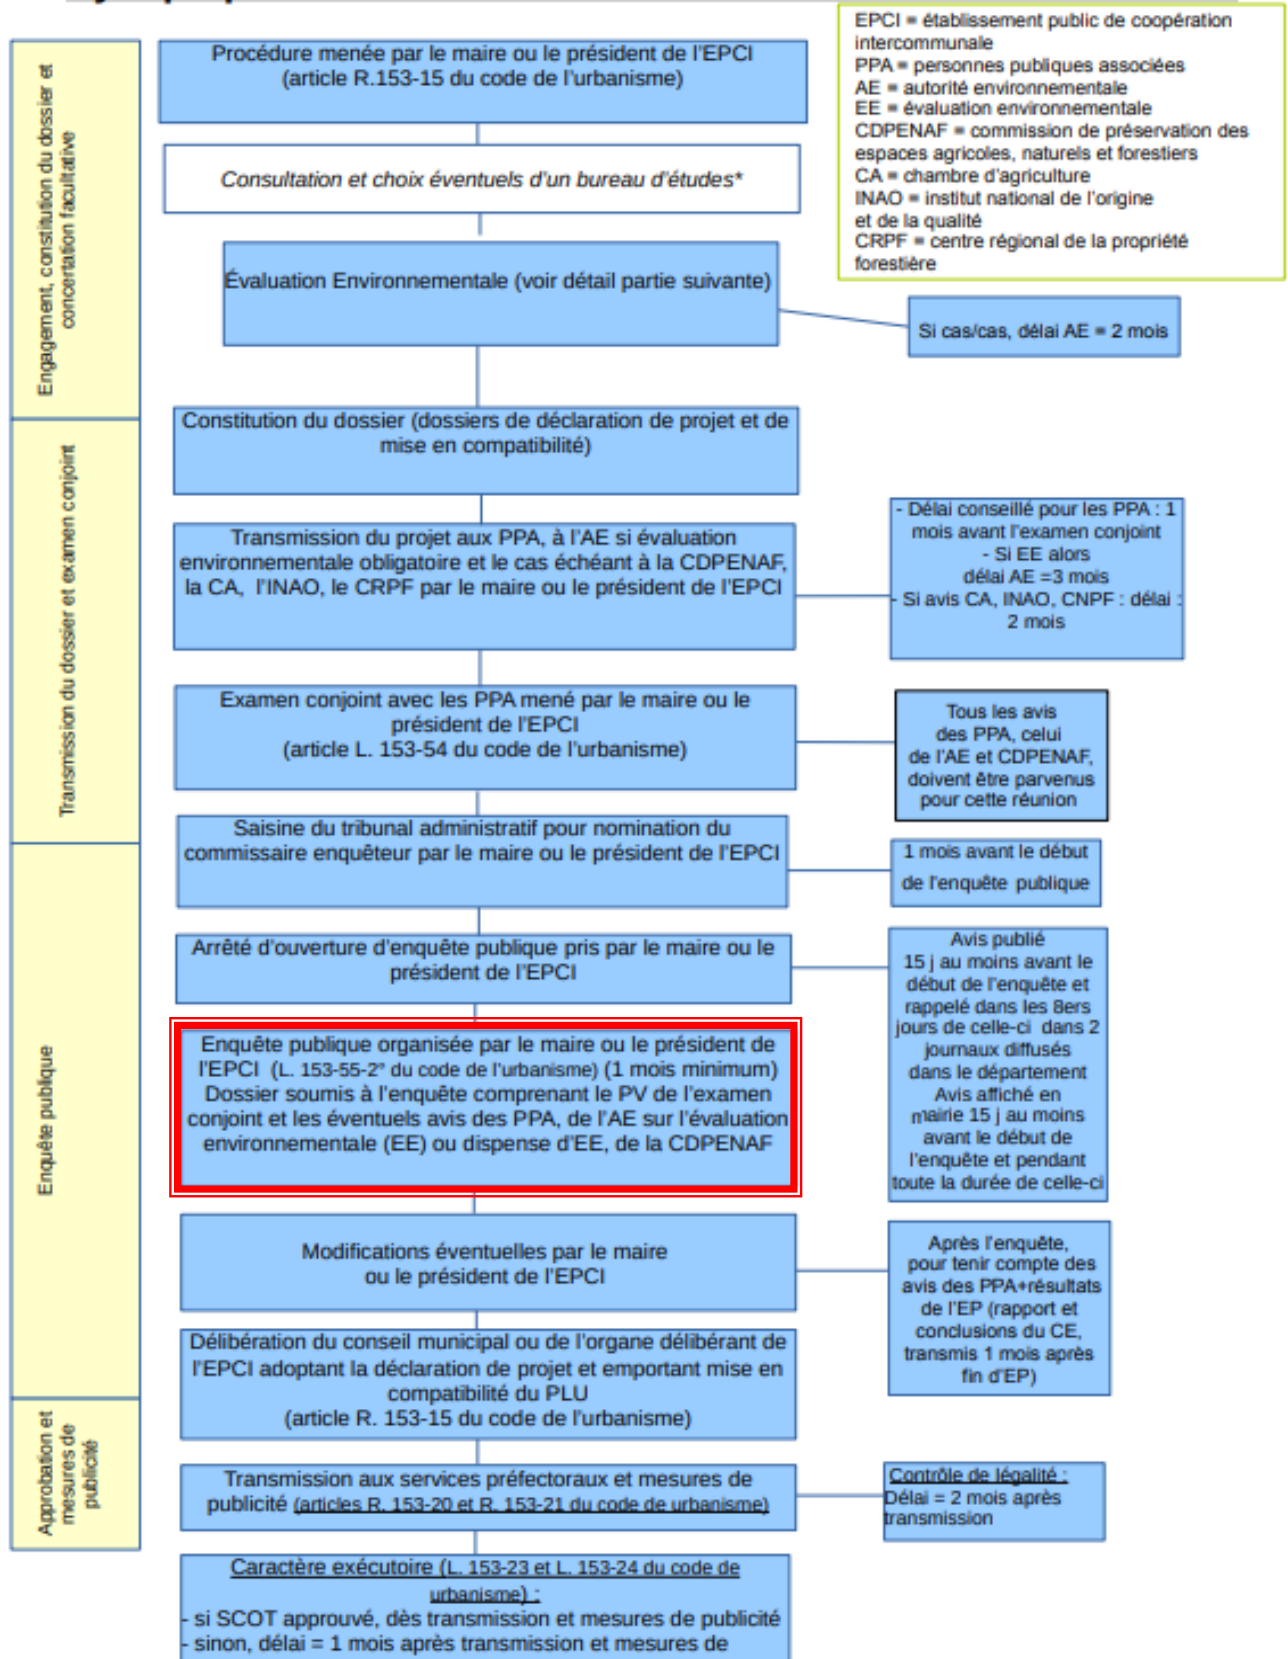 EPCI = établissement public de coopération
intercommunale
PPA = personnes publiques associées
AE = autorité environnementale
EE = évaluation environnementale
CDPENAF = commission de préservation des
espaces agricoles, naturels et forestiers
CA = chambre d'agriculture
INAO = institut national de l'origine
et de la qualité
CRPF = centre régional de la propriété
forestière
Engagement, constitution du dossier et
concertation facultative
Procédure menée par le maire ou le président de l'EPCI
(article R.153-15 du code de l'urbanisme)
Consultation et choix éventuels d'un bureau d'études*
Évaluation Environnementale (voir détail partie suivante)
Si cas/cas, délai AE = 2 mois
Transmission du dossier et examen conjoint
Constitution du dossier (dossiers de déclaration de projet et de
mise en compatibilité)
Transmission du projet aux PPA, à l'AE si évaluation
environnementale obligatoire et le cas échéant à la CDPENAF,
la CA, l'INAO, le CRPF par le maire ou le président de l'EPCI
- Délai conseillé pour les PPA : 1
mois avant l'examen conjoint
- Si EE alors
délai AE =3 mois
- Si avis CA, INAO, CNPF : délai :
2 mois
Examen conjoint avec les PPA mené par le maire ou le
président de l'EPCI
(article L. 153-54 du code de l'urbanisme)
Tous les avis
des PPA, celui
de l'AE et CDPENAF,
doivent être parvenus
pour cette réunion
Enquête publique
Saisine du tribunal administratif pour nomination du
commissaire enquêteur par le maire ou le président de l'EPCI
1 mois avant le début
de l'enquête publique
Arrêté d'ouverture d'enquête publique pris par le maire ou le
président de l'EPCI
Avis publié
15 j au moins avant le
début de l'enquête et
rappelé dans les 8ers
jours de celle-ci dans 2
journaux diffusés
dans le département
Avis affiché en
mairie 15 j au moins
avant le début de
l'enquête et pendant
toute la durée de celle-ci
Enquête publique organisée par le maire ou le président de
l'EPCI (L. 153-55-2° du code de l'urbanisme) (1 mois minimum)
Dossier soumis à l'enquête comprenant le PV de l'examen
conjoint et les éventuels avis des PPA, de l'AE sur l'évaluation
environnementale (EE) ou dispense d'EE, de la CDPENAF
Modifications éventuelles par le maire
ou le président de l'EPCI
Après l'enquête,
pour tenir compte des
avis des PPA+résultats
de l'EP (rapport et
conclusions du CE,
transmis 1 mois après
fin d'EP)
Délibération du conseil municipal ou de l'organe délibérant de
l'EPCI adoptant la déclaration de projet et emportant mise en
compatibilité du PLU
(article R. 153-15 du code de l'urbanisme)
Approbation et
mesures de
publicité
Transmission aux services préfectoraux et mesures de
publicité (articles R. 153-20 et R. 153-21 du code de urbanisme)
Contrôle de légalité :
Délai = 2 mois après
transmission
Caractère exécutoire (L. 153-23 et L. 153-24 du code de
urbanisme) :
- si SCOT approuvé, dès transmission et mesures de publicité
- sinon, délai = 1 mois après transmission et mesures de